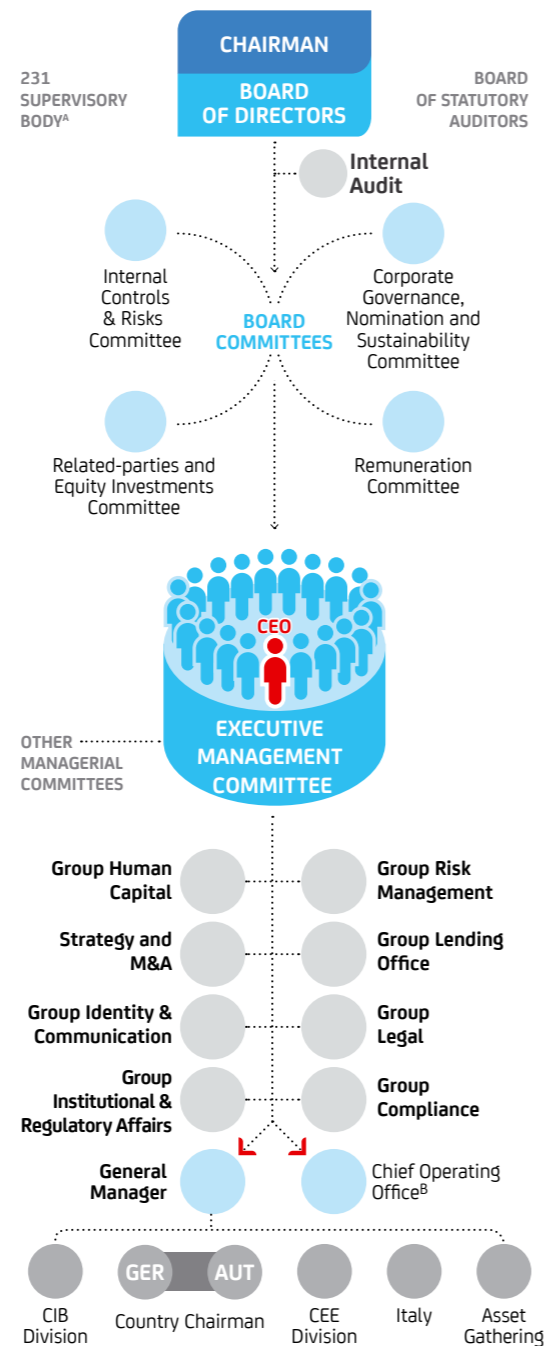 CHAIRMAN
BOARD
OF DIRECTORS
231
SUPERVISORY
BODYᴬ
BOARD
OF STATUTORY
AUDITORS
Internal
Audit
Internal
Controls
& Risks
Committee
Corporate
Governance,
Nomination and
Sustainability
Committee
BOARD
COMMITTEES
Related-parties and
Equity Investments
Committee
Remuneration
Committee
CEO
EXECUTIVE
MANAGEMENT
COMMITTEE
OTHER
MANAGERIAL
COMMITTEES
Group Human
Capital
Group Risk
Management
Strategy and
M&A
Group Lending
Office
Group Identity &
Communication
Group
Legal
Group
Institutional &
Regulatory Affairs
Group
Compliance
General
Manager
Chief Operating
Officeᴮ
GER
AUT
CIB
Division
Country Chairman
CEE
Division
Italy
Asset
Gathering